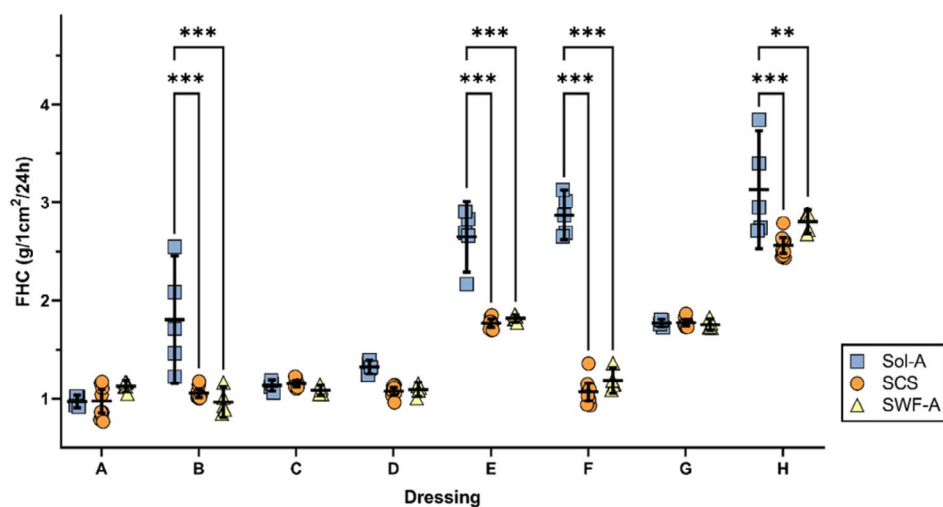 *** *** *** **
*** *** *** ***
4
3
2
1
FHC (g/1cm²/24h)
A B C D E F G H
Dressing
Sol-A
SCS
SWF-A